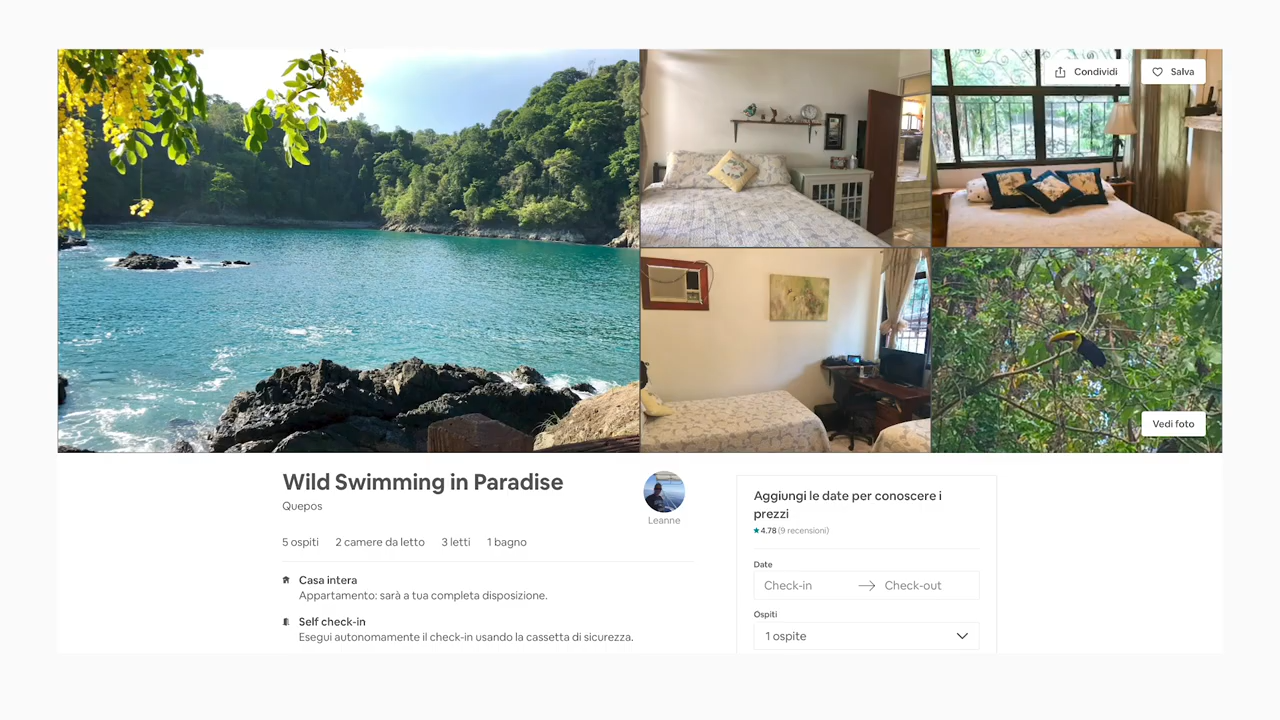 Condividi
Salva
Vedi foto
Wild Swimming in Paradise
Quepos
Leanne
5 ospiti 2 camere da letto 3 letti 1 bagno
Casa intera
Appartamento: sarà a tua completa disposizione.
Self check-in
Esegui autonomamente il check-in usando la cassetta di sicurezza.
Aggiungi le date per conoscere i
prezzi
4.78 (9 recensioni)
Date
Check-in
Check-out
Ospiti
1 ospite